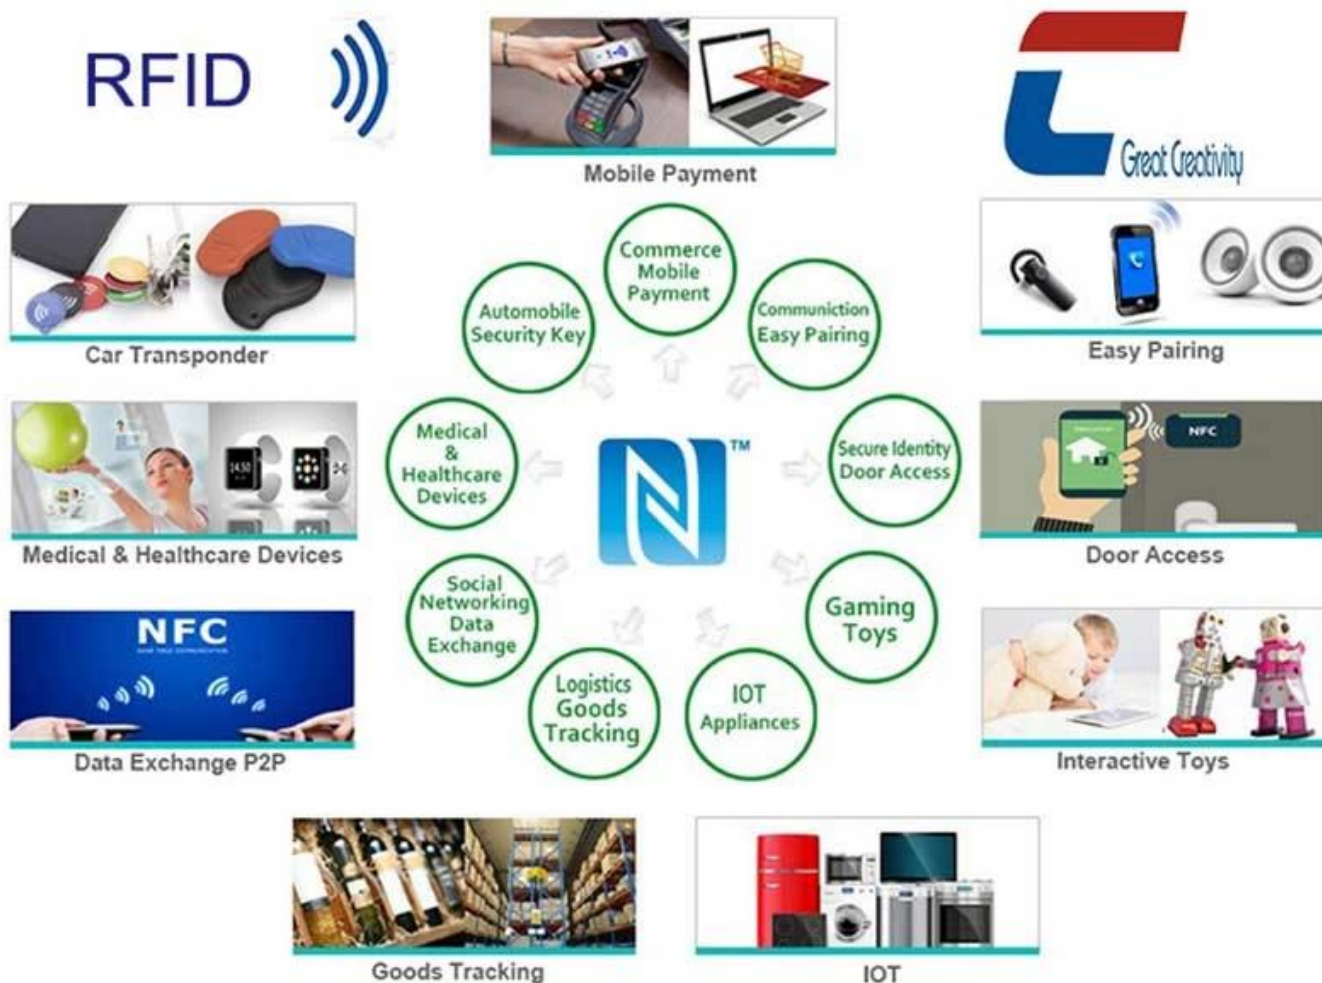 RFID
Great Creativity
Mobile Payment
Car Transponder
Easy Pairing
Commerce
Mobile
Payment
Automobile
Security Key
Communiction
Easy Pairing
Medical
&
Healthcare
Devices
TM
Secure Identity
Door Access
NFC
Medical & Healthcare Devices
Door Access
Social
Networking
Data
Exchange
Gaming
Toys
NFC
Logistics
Goods
Tracking
IOT
Appliances
Data Exchange P2P
Interactive Toys
Goods Tracking
IOT